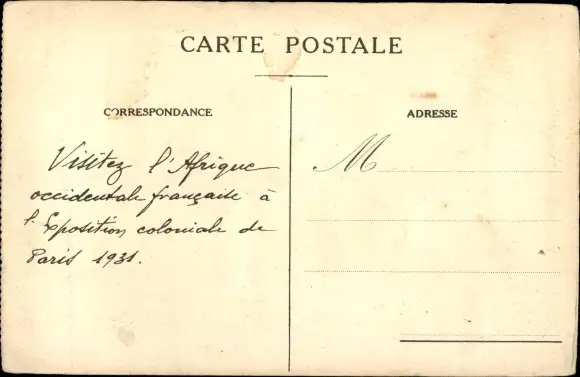 CARTE POSTALE
CORRESPONDANCE
ADRESSE
Visitez l'Afrique
occidentale française à
l'Exposition coloniale de
Paris 1931.
M